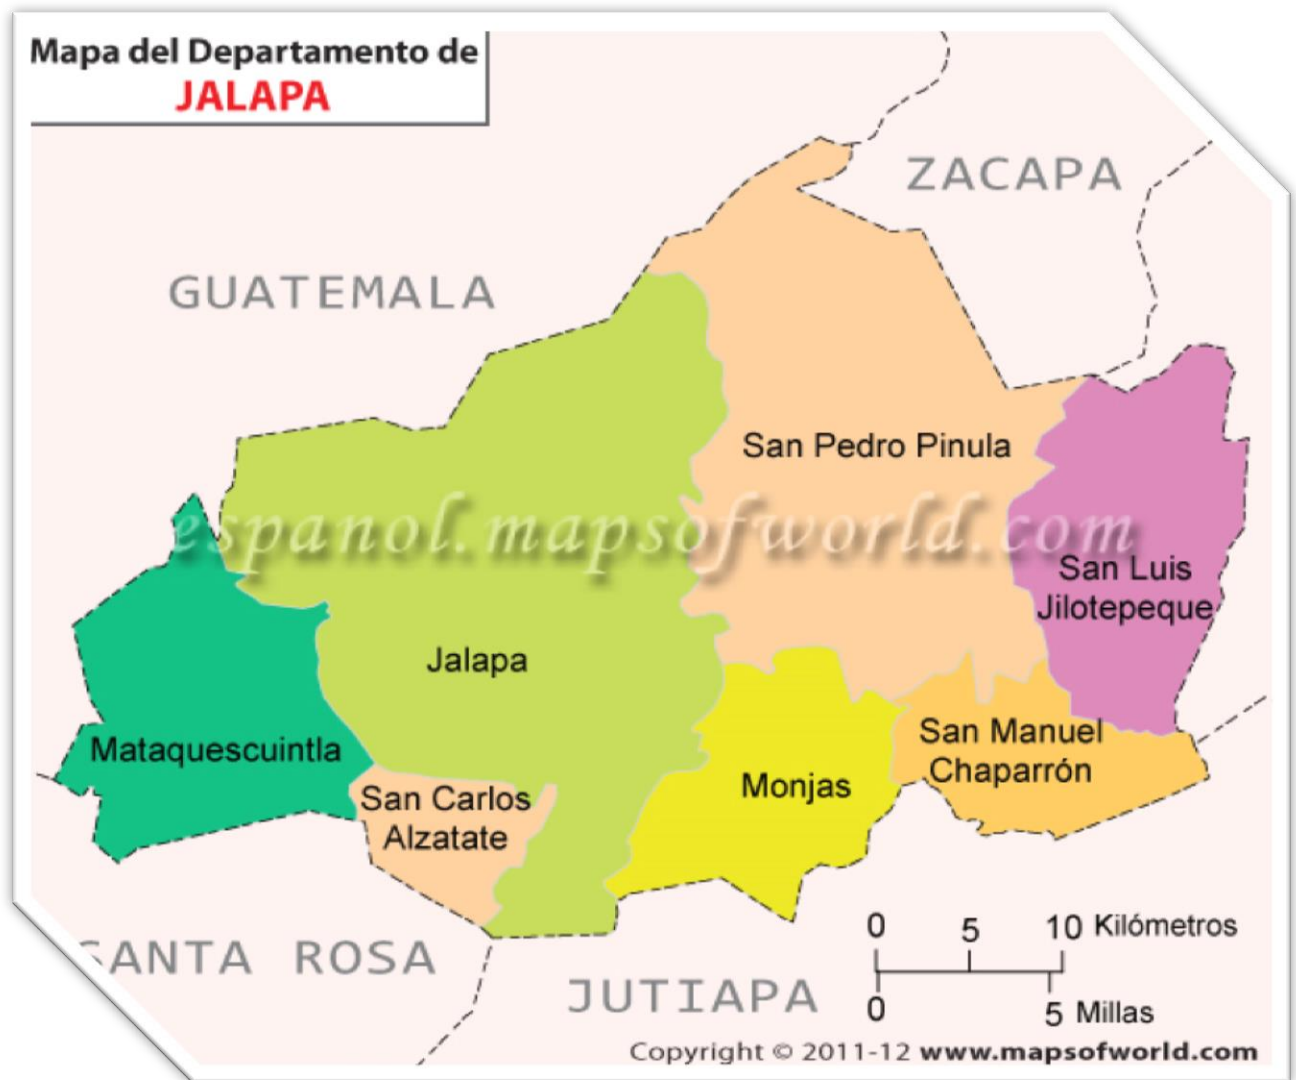 Mapa del Departamento de
JALAPA
ZACAPA
GUATEMALA
San Pedro Pinula
espanol.mapsofworld.com
San Luis
Jilotepeque
Jalapa
San Manuel
Chaparrón
Mataquescuintla
Monjas
San Carlos
Alzatate
0 5 10 Kilómetros
SANTA ROSA
JUTIAPA
0 5 Millas
Copyright © 2011-12 www.mapsofworld.com